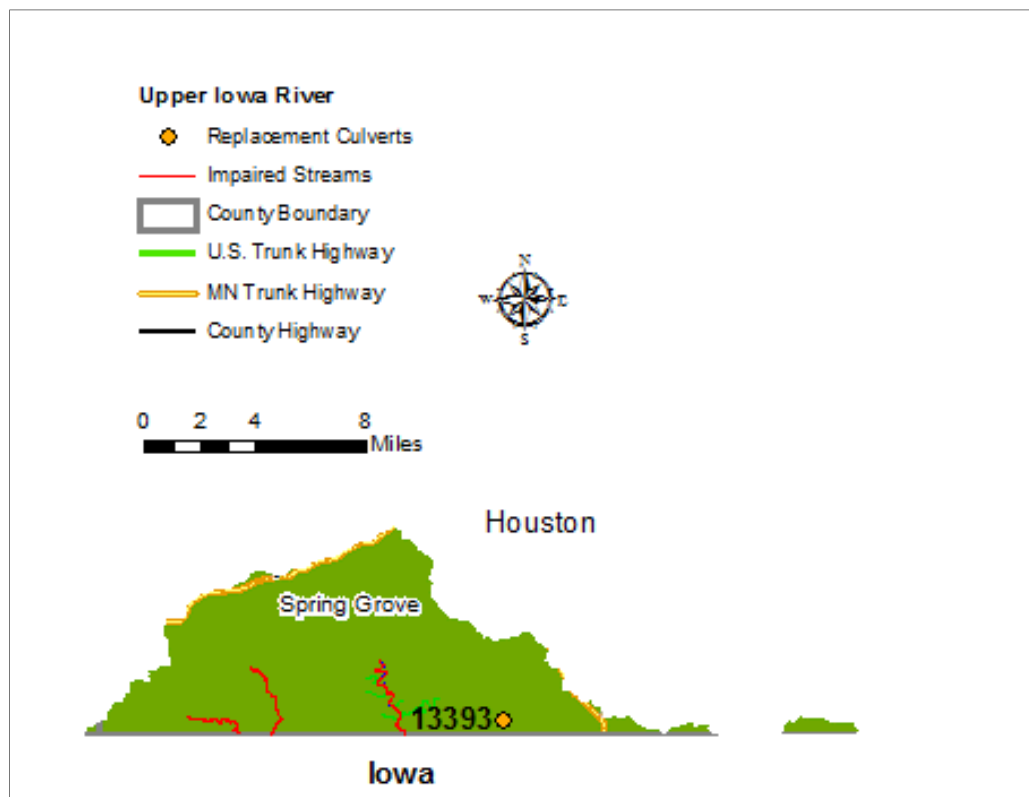 Upper Iowa River
Replacement Culverts
Impaired Streams
County Boundary
U.S. Trunk Highway
MN Trunk Highway
County Highway
N
W E
S
0 2 4 8
Miles
Houston
Spring Grove
13393
Iowa